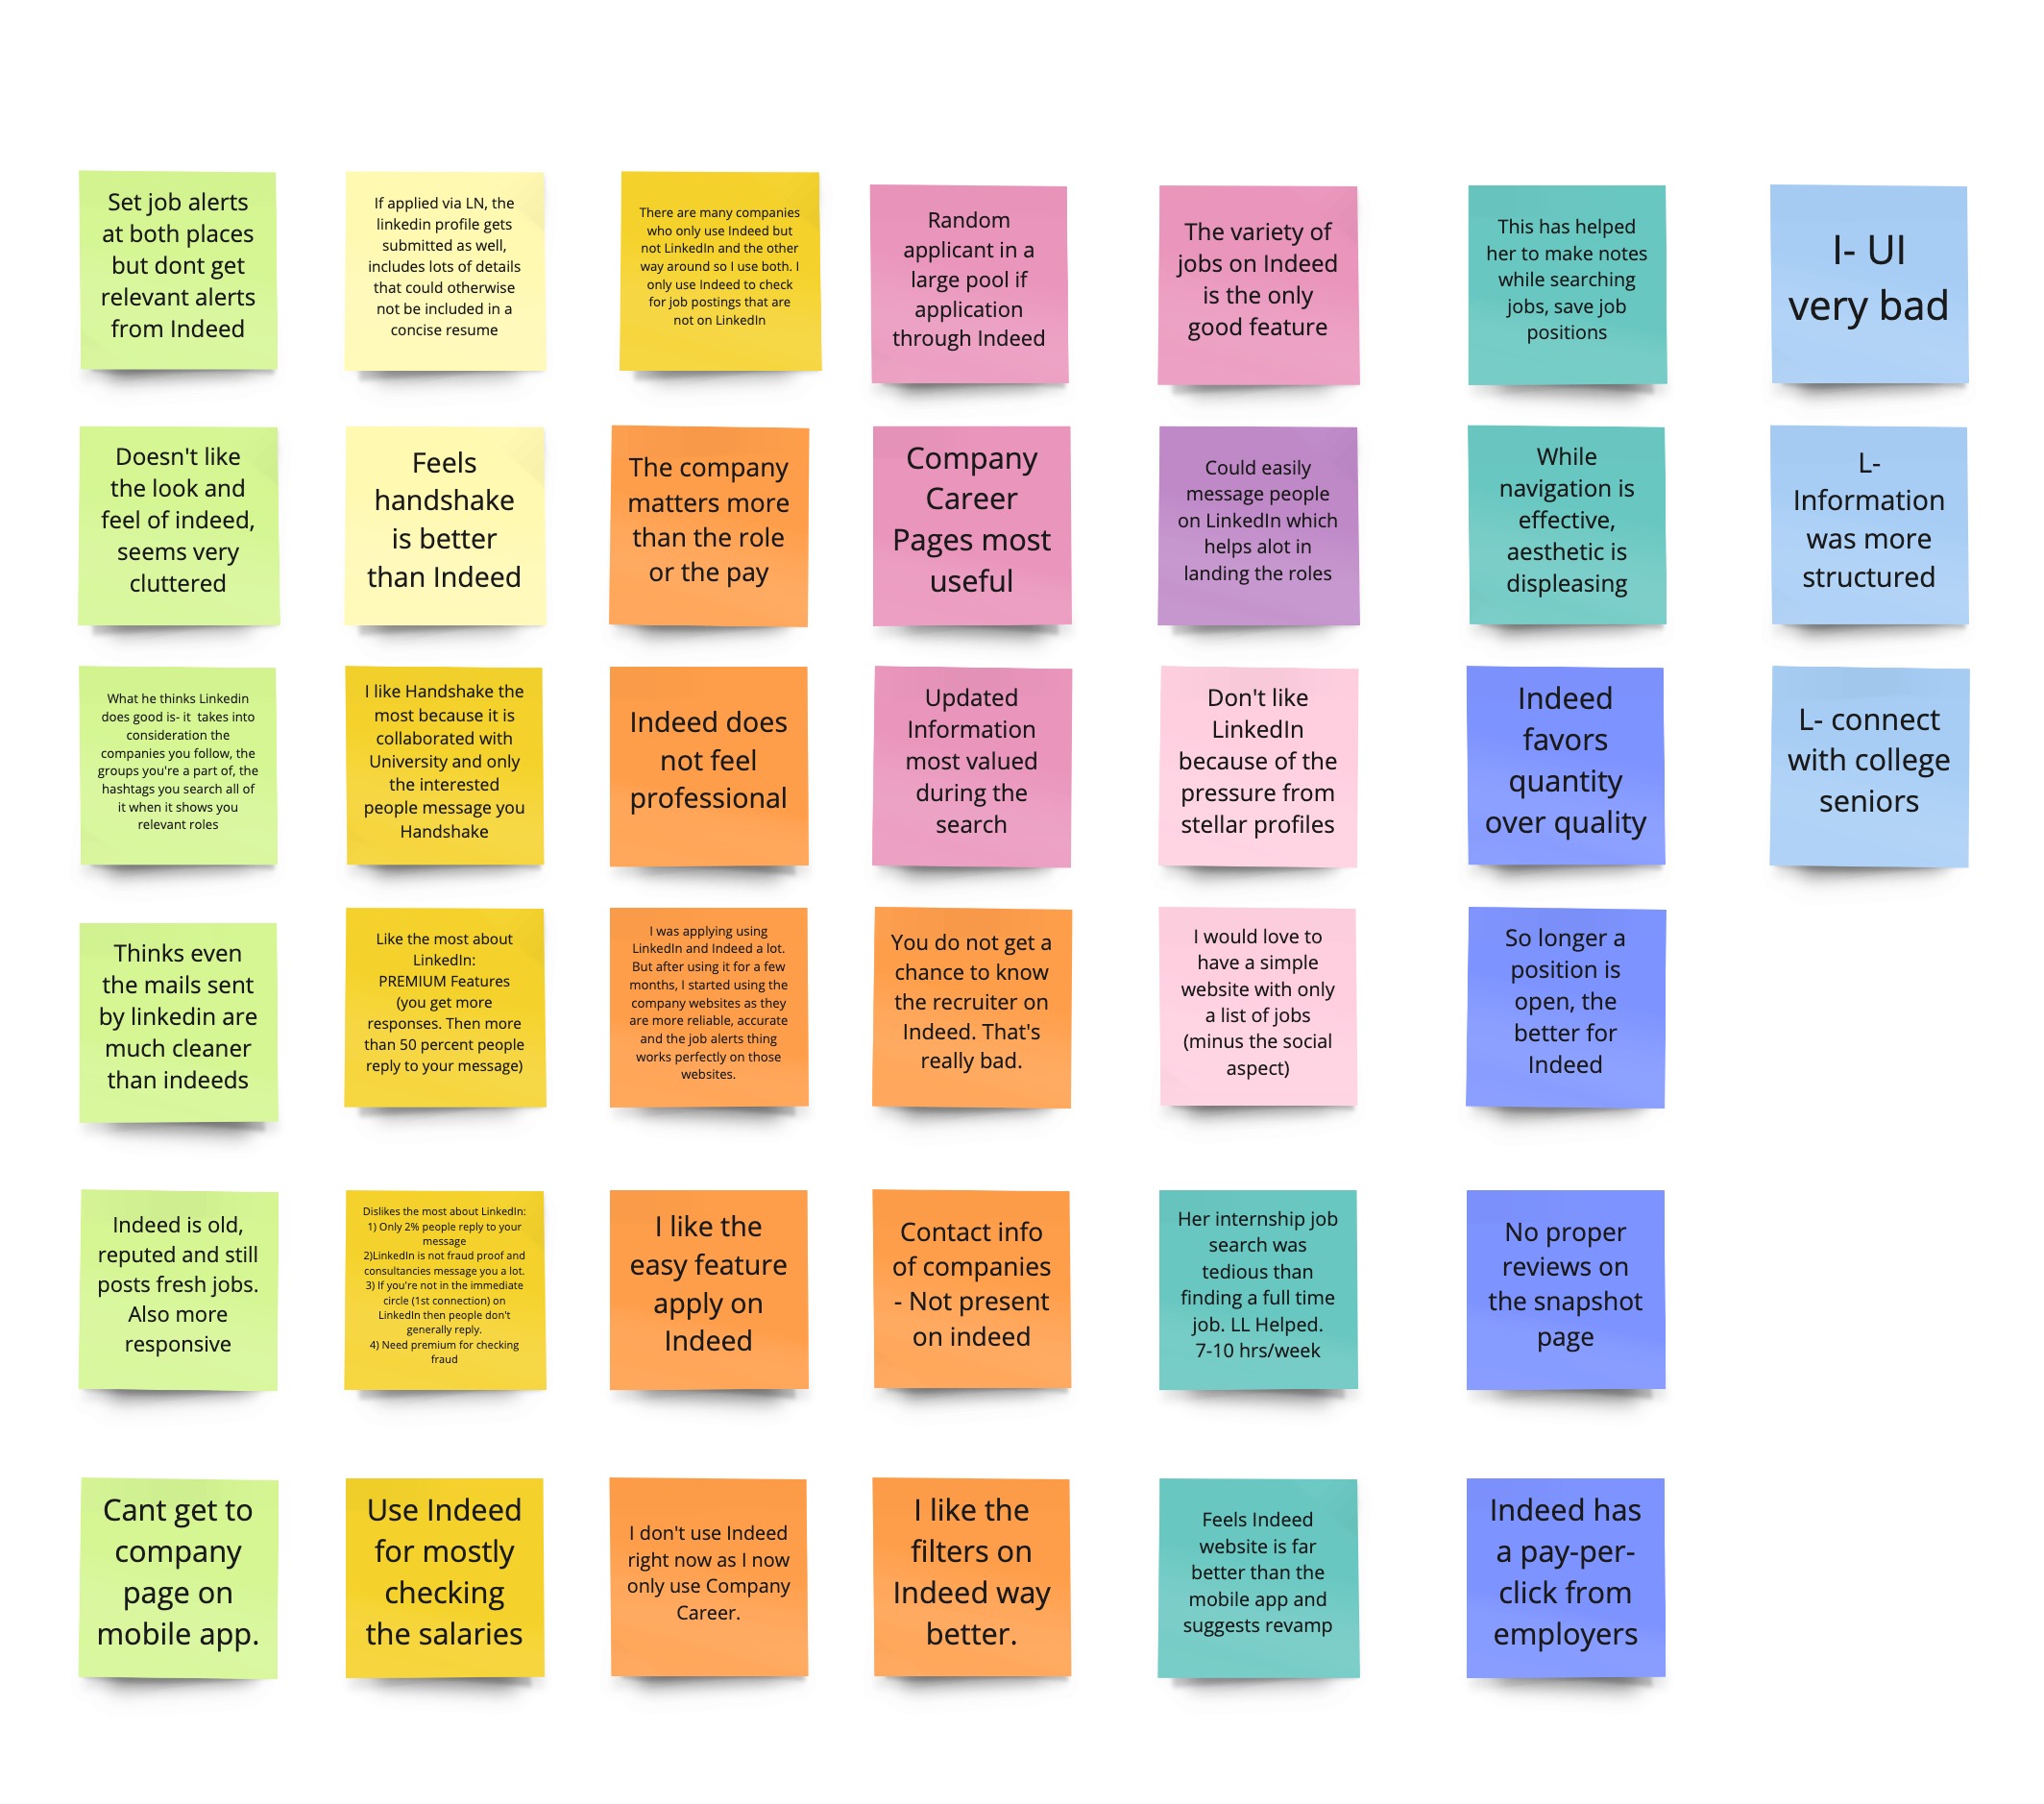 Set job alerts
at both places
but dont get
relevant alerts
from Indeed
If applied via LN, the
linkedin profile gets
submitted as well,
includes lots of details
that could otherwise
not be included in a
concise resume
There are many companies
who only use Indeed but
not LinkedIn and the other
way around so I use both. I
only use Indeed to check
for job postings that are
not on LinkedIn
Random
applicant in a
large pool if
application
through Indeed
The variety of
jobs on Indeed
is the only
good feature
This has helped
her to make notes
while searching
jobs, save job
positions
I- UI
very bad
Doesn't like
the look and
feel of indeed,
seems very
cluttered
Feels
handshake
is better
than Indeed
The company
matters more
than the role
or the pay
Company
Career
Pages most
useful
Could easily
message people
on LinkedIn which
helps alot in
landing the roles
While
navigation is
effective,
aesthetic is
displeasing
L-
Information
was more
structured
What he thinks Linkedin
does good is- it  takes into
consideration the
companies you follow, the
groups you're a part of, the
hashtags you search all of
it when it shows you
relevant roles
I like Handshake the
most because it is
collaborated with
University and only
the interested
people message you
Handshake
Indeed does
not feel
professional
Updated
Information
most valued
during the
search
Don't like
LinkedIn
because of the
pressure from
stellar profiles
Indeed
favors
quantity
over quality
L- connect
with college
seniors
Thinks even
the mails sent
by linkedin are
much cleaner
than indeeds
Like the most about
LinkedIn:
PREMIUM Features
(you get more
responses. Then more
than 50 percent people
reply to your message)
I was applying using
LinkedIn and Indeed a lot.
But after using it for a few
months, I started using the
company websites as they
are more reliable, accurate
and the job alerts thing
works perfectly on those
websites.
You do not get a
chance to know
the recruiter on
Indeed. That's
really bad.
I would love to
have a simple
website with only
a list of jobs
(minus the social
aspect)
So longer a
position is
open, the
better for
Indeed
Indeed is old,
reputed and still
posts fresh jobs.
Also more
responsive
Dislikes the most about LinkedIn:
1) Only 2% people reply to your
message
2)LinkedIn is not fraud proof and
consultancies message you a lot.
3) If you're not in the immediate
circle (1st connection) on
LinkedIn then people don't
generally reply.
4) Need premium for checking
fraud
I like the
easy feature
apply on
Indeed
Contact info
of companies
- Not present
on indeed
Her internship job
search was
tedious than
finding a full time
job. LL Helped.
7-10 hrs/week
No proper
reviews on
the snapshot
page
Cant get to
company
page on
mobile app.
Use Indeed
for mostly
checking
the salaries
I don't use Indeed
right now as I now
only use Company
Career.
I like the
filters on
Indeed way
better.
Feels Indeed
website is far
better than the
mobile app and
suggests revamp
Indeed has
a pay-per-
click from
employers